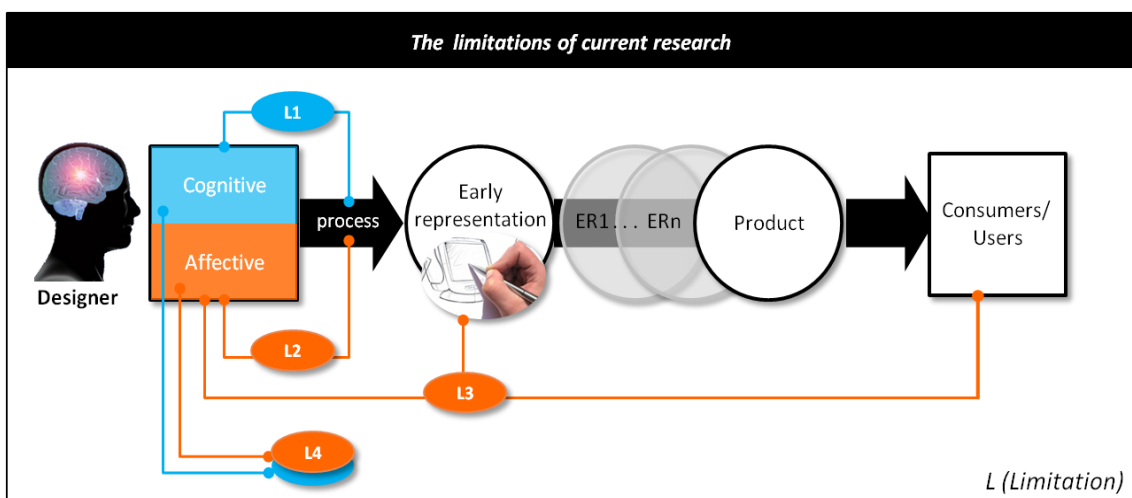 The limitations of current research
L1
Cognitive
Affective
Designer
process
Early
representation
ER1 . . . ERn
Product
Consumers/
Users
L2
L3
L4
L (Limitation)